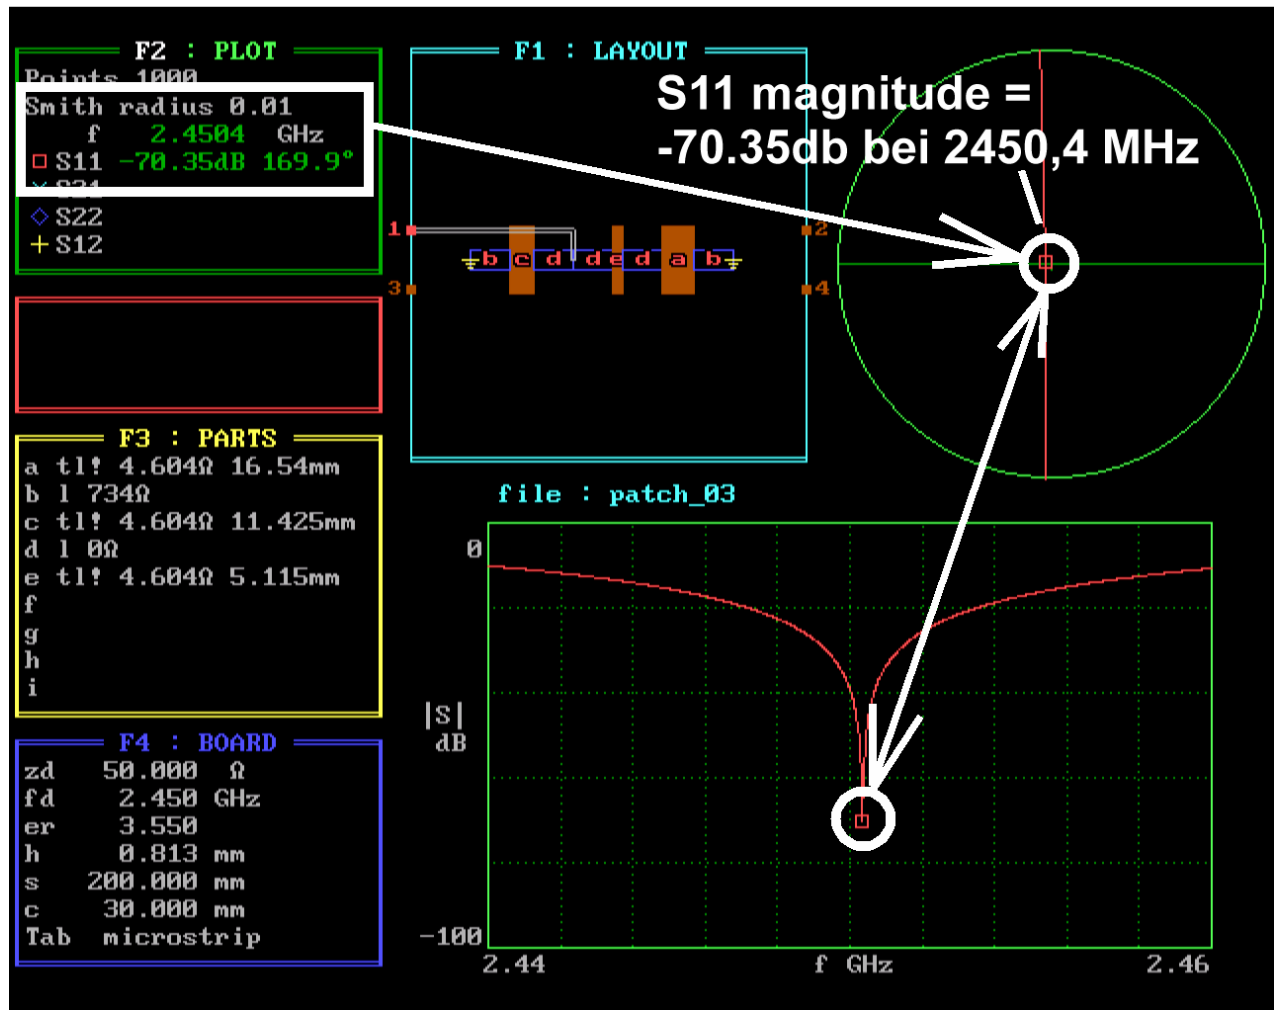 F2 : PLOT
Points 1000
Smith radius 0.01
f 2.4504 GHz
S11 -70.35dB 169.9°
S21
S22
S12
F1 : LAYOUT
S11 magnitude =
-70.35db bei 2450,4 MHz
1
2
b c d d e d a b
3
4
F3 : PARTS
a tl! 4.604Ω 16.54mm
b l 734Ω
c tl! 4.604Ω 11.425mm
d l 0Ω
e tl! 4.604Ω 5.115mm
f
g
h
i
file : patch_03
0
|S|
dB
-100
2.44
f GHz
2.46
F4 : BOARD
zd 50.000 Ω
fd 2.450 GHz
er 3.550
h 0.813 mm
s 200.000 mm
c 30.000 mm
Tab microstrip